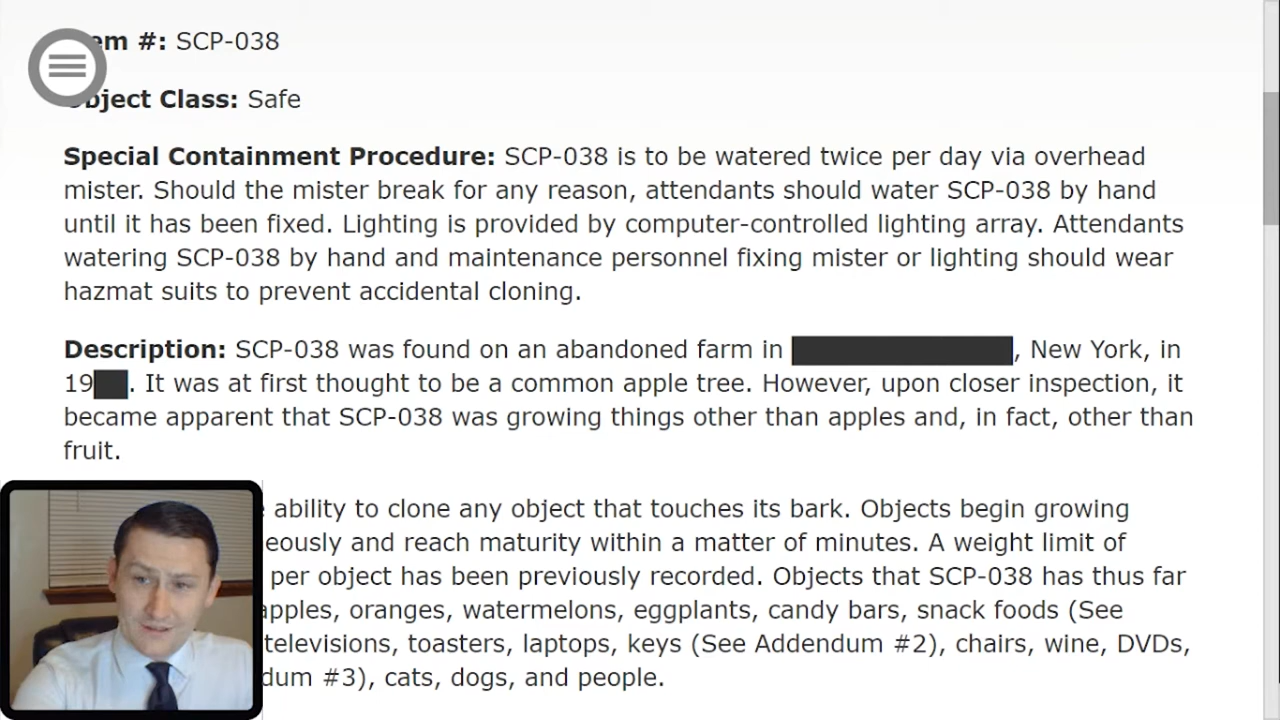 em #: SCP-038
bject Class: Safe
Special Containment Procedure: SCP-038 is to be watered twice per day via overhead
mister. Should the mister break for any reason, attendants should water SCP-038 by hand
until it has been fixed. Lighting is provided by computer-controlled lighting array. Attendants
watering SCP-038 by hand and maintenance personnel fixing mister or lighting should wear
hazmat suits to prevent accidental cloning.
Description: SCP-038 was found on an abandoned farm in , New York, in
19 . It was at first thought to be a common apple tree. However, upon closer inspection, it
became apparent that SCP-038 was growing things other than apples and, in fact, other than
fruit.
ability to clone any object that touches its bark. Objects begin growing
eously and reach maturity within a matter of minutes. A weight limit of
per object has been previously recorded. Objects that SCP-038 has thus far
apples, oranges, watermelons, eggplants, candy bars, snack foods (See
televisions, toasters, laptops, keys (See Addendum #2), chairs, wine, DVDs,
dum #3), cats, dogs, and people.